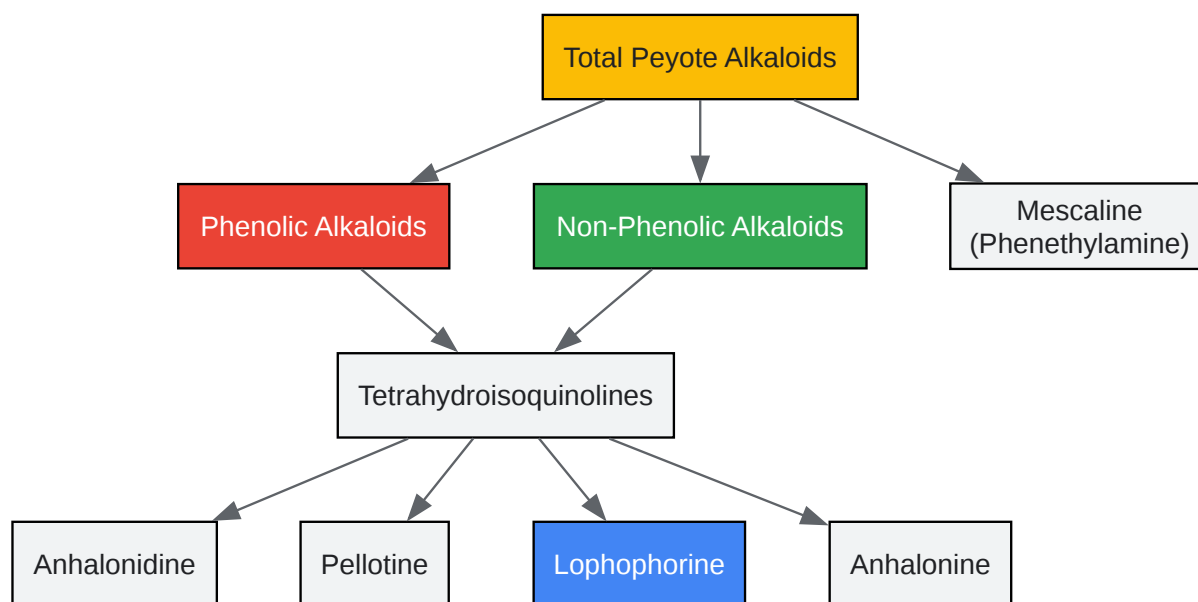 Total Peyote Alkaloids
Phenolic Alkaloids
Non-Phenolic Alkaloids
Mescaline
(Phenethylamine)
Tetrahydroisoquinolines
Anhalonidine
Pellotine
Lophophorine
Anhalonine